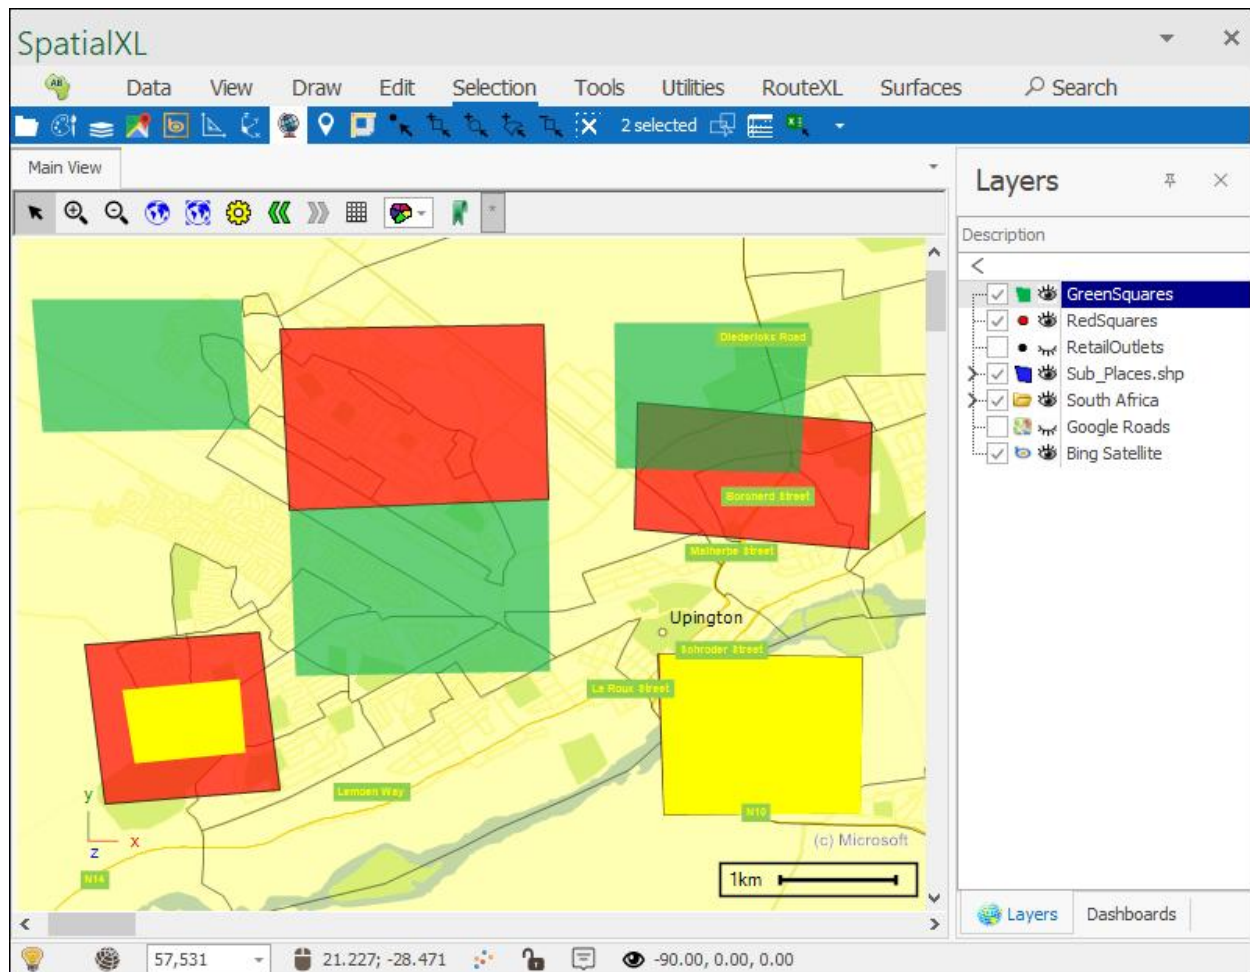 SpatialXL
Data View Draw Edit Selection Tools Utilities RouteXL Surfaces Search
2 selected
Main View
Layers
Description
GreenSquares
RedSquares
RetailOutlets
Sub_Places.shp
South Africa
Google Roads
Bing Satellite
Diederioks Road
Borsnerd Street
Malherbe Street
Upington
Sohroder Street
Le Roux Street
Lemoen Way
N10
y
x
z
(c) Microsoft
N14
1km
Layers Dashboards
57,531 21.227; -28.471 -90.00, 0.00, 0.00